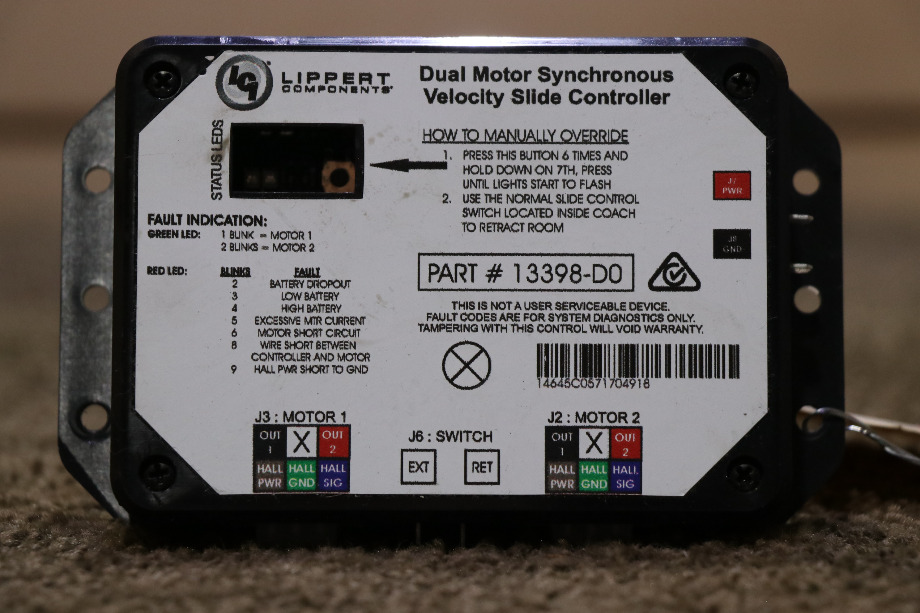 LCI LIPPERT
COMPONENTS
Dual Motor Synchronous
Velocity Slide Controller
STATUS LEDS
HOW TO MANUALLY OVERRIDE
1. PRESS THIS BUTTON 6 TIMES AND
HOLD DOWN ON 7TH, PRESS
UNTIL LIGHTS START TO FLASH
2. USE THE NORMAL SLIDE CONTROL
SWITCH LOCATED INSIDE COACH
TO RETRACT ROOM
J7
PWR
J8
GND
FAULT INDICATION:
GREEN LED: 1 BLINK = MOTOR 1
2 BLINKS = MOTOR 2
RED LED: BLINKS FAULT
2 BATTERY DROPOUT
3 LOW BATTERY
4 HIGH BATTERY
5 EXCESSIVE MTR CURRENT
6 MOTOR SHORT CIRCUIT
8 WIRE SHORT BETWEEN
CONTROLLER AND MOTOR
9 HALL PWR SHORT TO GND
PART # 13398-D0
THIS IS NOT A USER SERVICEABLE DEVICE.
FAULT CODES ARE FOR SYSTEM DIAGNOSTICS ONLY.
TAMPERING WITH THIS CONTROL WILL VOID WARRANTY.
14645C0571704918
J3 : MOTOR 1
OUT 1 X OUT 2
HALL PWR HALL GND HALL SIG
J6 : SWITCH
EXT RET
J2 : MOTOR 2
OUT 1 X OUT 2
HALL PWR HALL GND HALL SIG